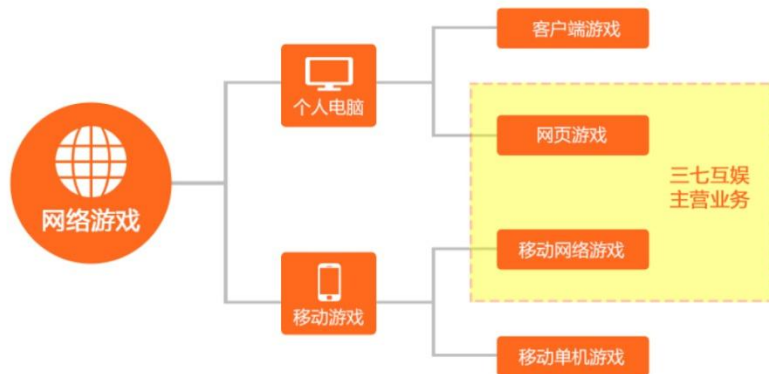 网络游戏
个人电脑
移动游戏
客户端游戏
网页游戏
移动网络游戏
移动单机游戏
三七互娱
主营业务